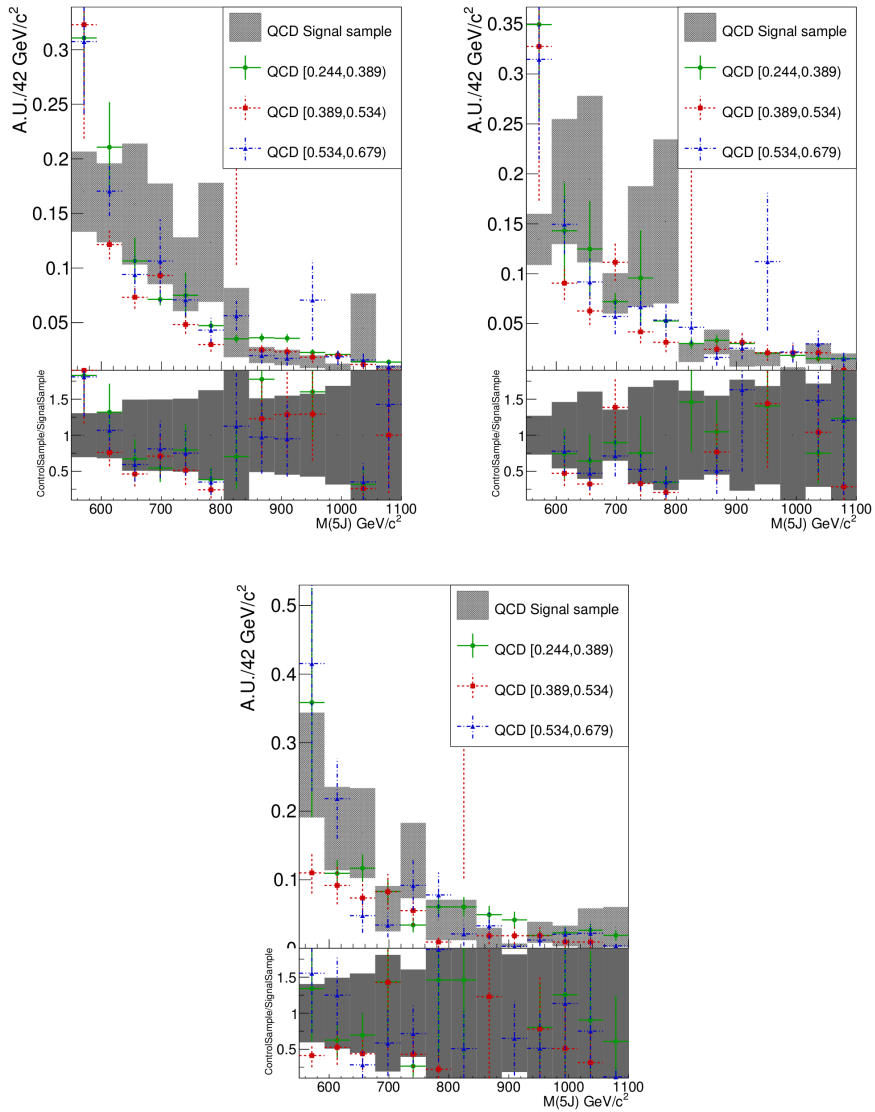 A.U./42 GeV/c²
0.3
0.25
0.2
0.15
0.1
0.05
QCD Signal sample
QCD [0.244,0.389)
QCD [0.389,0.534)
QCD [0.534,0.679)
ControlSample/SignalSample
1.5
1
0.5
600 700 800 900 1000 1100
M(5J) GeV/c²
A.U./42 GeV/c²
0.35
0.3
0.25
0.2
0.15
0.1
0.05
QCD Signal sample
QCD [0.244,0.389)
QCD [0.389,0.534)
QCD [0.534,0.679)
ControlSample/SignalSample
1.5
1
0.5
600 700 800 900 1000 1100
M(5J) GeV/c²
A.U./42 GeV/c²
0.5
0.4
0.3
0.2
0.1
0
QCD Signal sample
QCD [0.244,0.389)
QCD [0.389,0.534)
QCD [0.534,0.679)
ControlSample/SignalSample
1.5
1
0.5
600 700 800 900 1000 1100
M(5J) GeV/c²